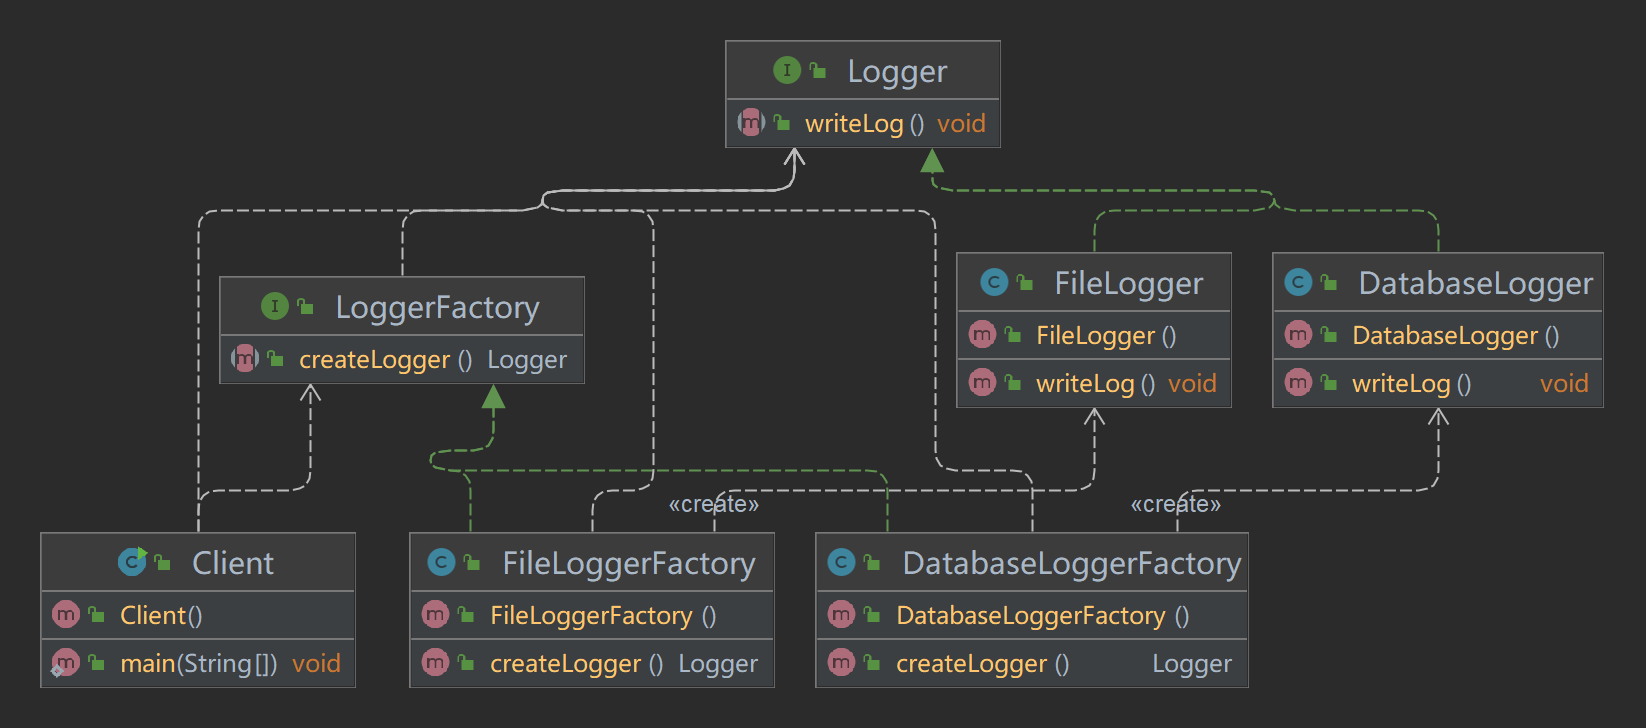 Logger
writeLog () void
LoggerFactory
createLogger () Logger
FileLogger
FileLogger ()
writeLog () void
DatabaseLogger
DatabaseLogger ()
writeLog () void
«create»
«create»
Client
Client()
main(String[]) void
FileLoggerFactory
FileLoggerFactory ()
createLogger () Logger
DatabaseLoggerFactory
DatabaseLoggerFactory ()
createLogger () Logger